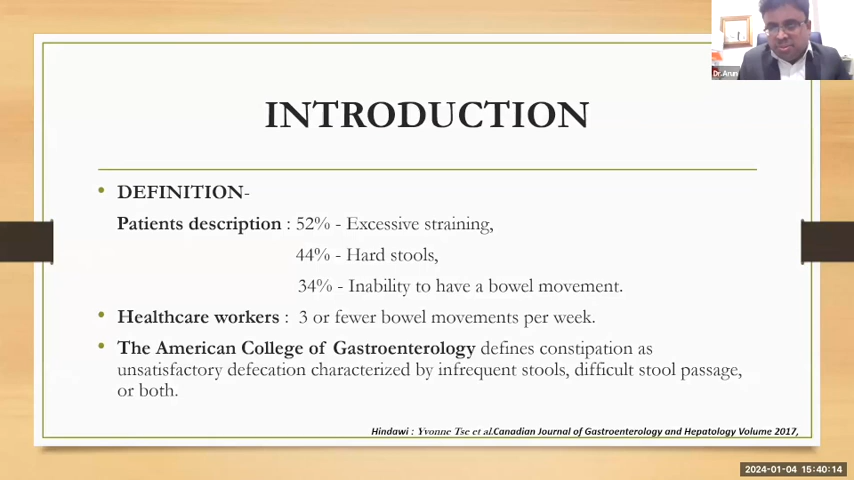 Dr.Arun
INTRODUCTION
• DEFINITION-
Patients description : 52% - Excessive straining,
44% - Hard stools,
34% - Inability to have a bowel movement.
• Healthcare workers : 3 or fewer bowel movements per week.
• The American College of Gastroenterology defines constipation as
unsatisfactory defecation characterized by infrequent stools, difficult stool passage,
or both.
Hindawi : Yvonne Tse et al.Canadian Journal of Gastroenterology and Hepatology Volume 2017,
2024-01-04 15:40:14